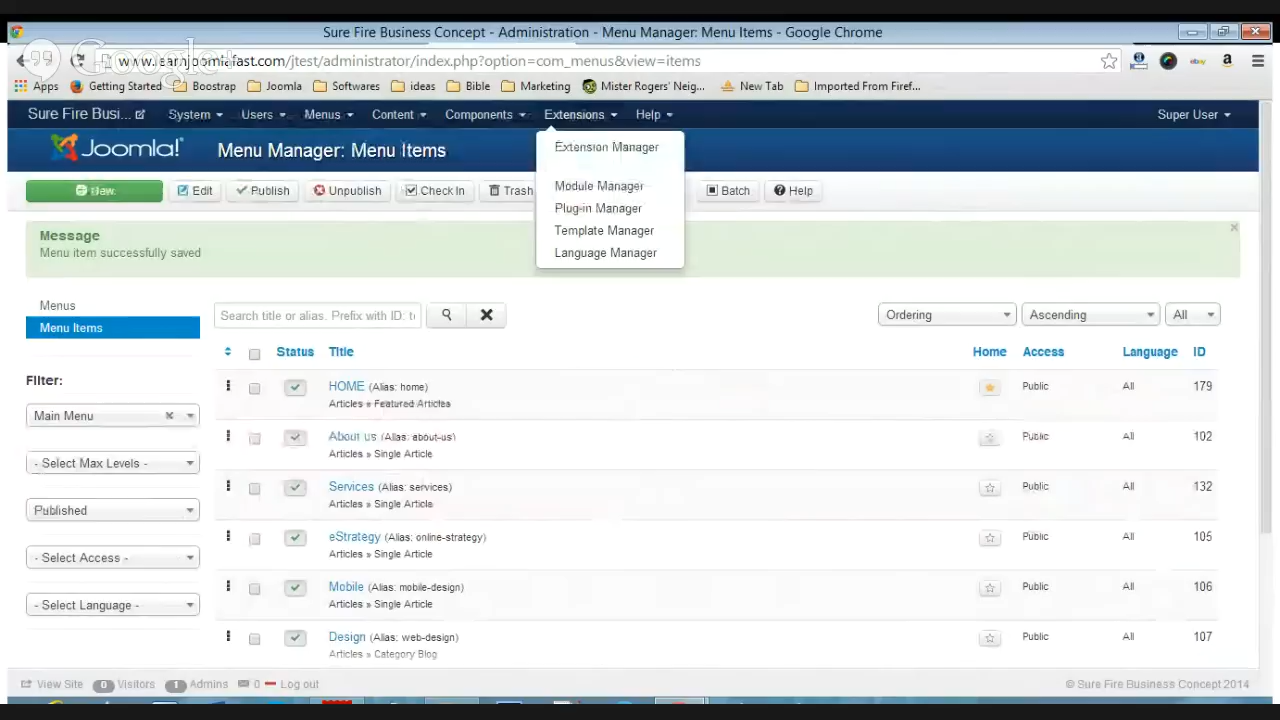 Sure Fire Business Concept - Administration - Menu Manager: Menu Items - Google Chrome
Google+
www.learnjoomlafast.com/jtest/administrator/index.php?option=com_menus&view=items
Apps Getting Started Boostrap Joomla Softwares ideas Bible Marketing Mister Rogers' Neig... New Tab Imported From Firef...
Sure Fire Busi... System Users Menus Content Components Extensions Help Super User
Joomla! Menu Manager: Menu Items
Extension Manager
Module Manager
Plug-in Manager
Template Manager
Language Manager
New Edit Publish Unpublish Check In Trash Batch Help
Message
Menu item successfully saved
Menus
Menu Items
Search title or alias. Prefix with ID: t
Ordering Ascending All
Status Title Home Access Language ID
Filter:
Main Menu
- Select Max Levels -
Published
- Select Access -
- Select Language -
HOME (Alias: home) Public All 179
Articles » Featured Articles
About us (Alias: about-us) Public All 102
Articles » Single Article
Services (Alias: services) Public All 132
Articles » Single Article
eStrategy (Alias: online-strategy) Public All 105
Articles » Single Article
Mobile (Alias: mobile-design) Public All 106
Articles » Single Article
Design (Alias: web-design) Public All 107
Articles » Category Blog
View Site 0 Visitors 1 Admins 0 Log out © Sure Fire Business Concept 2014